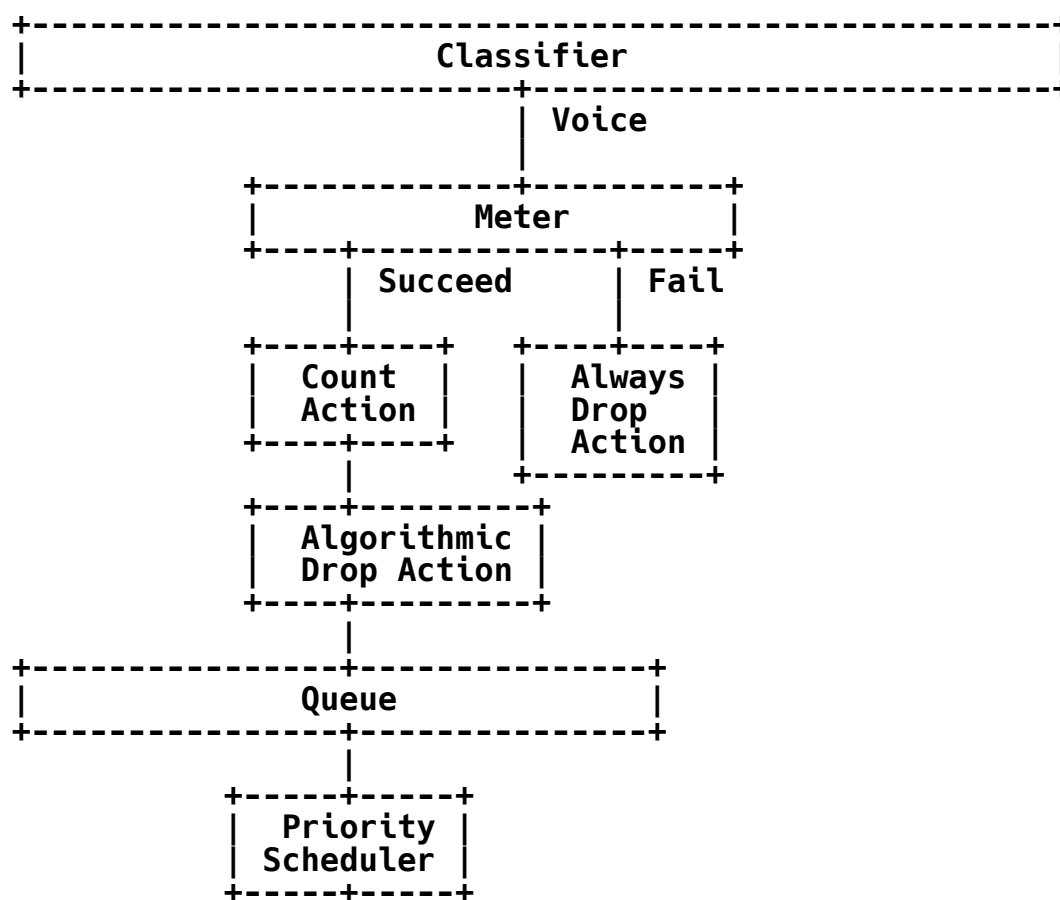 Classifier
Voice
Meter
Succeed
Fail
Count
Action
Always
Drop
Action
Algorithmic
Drop Action
Queue
Priority
Scheduler